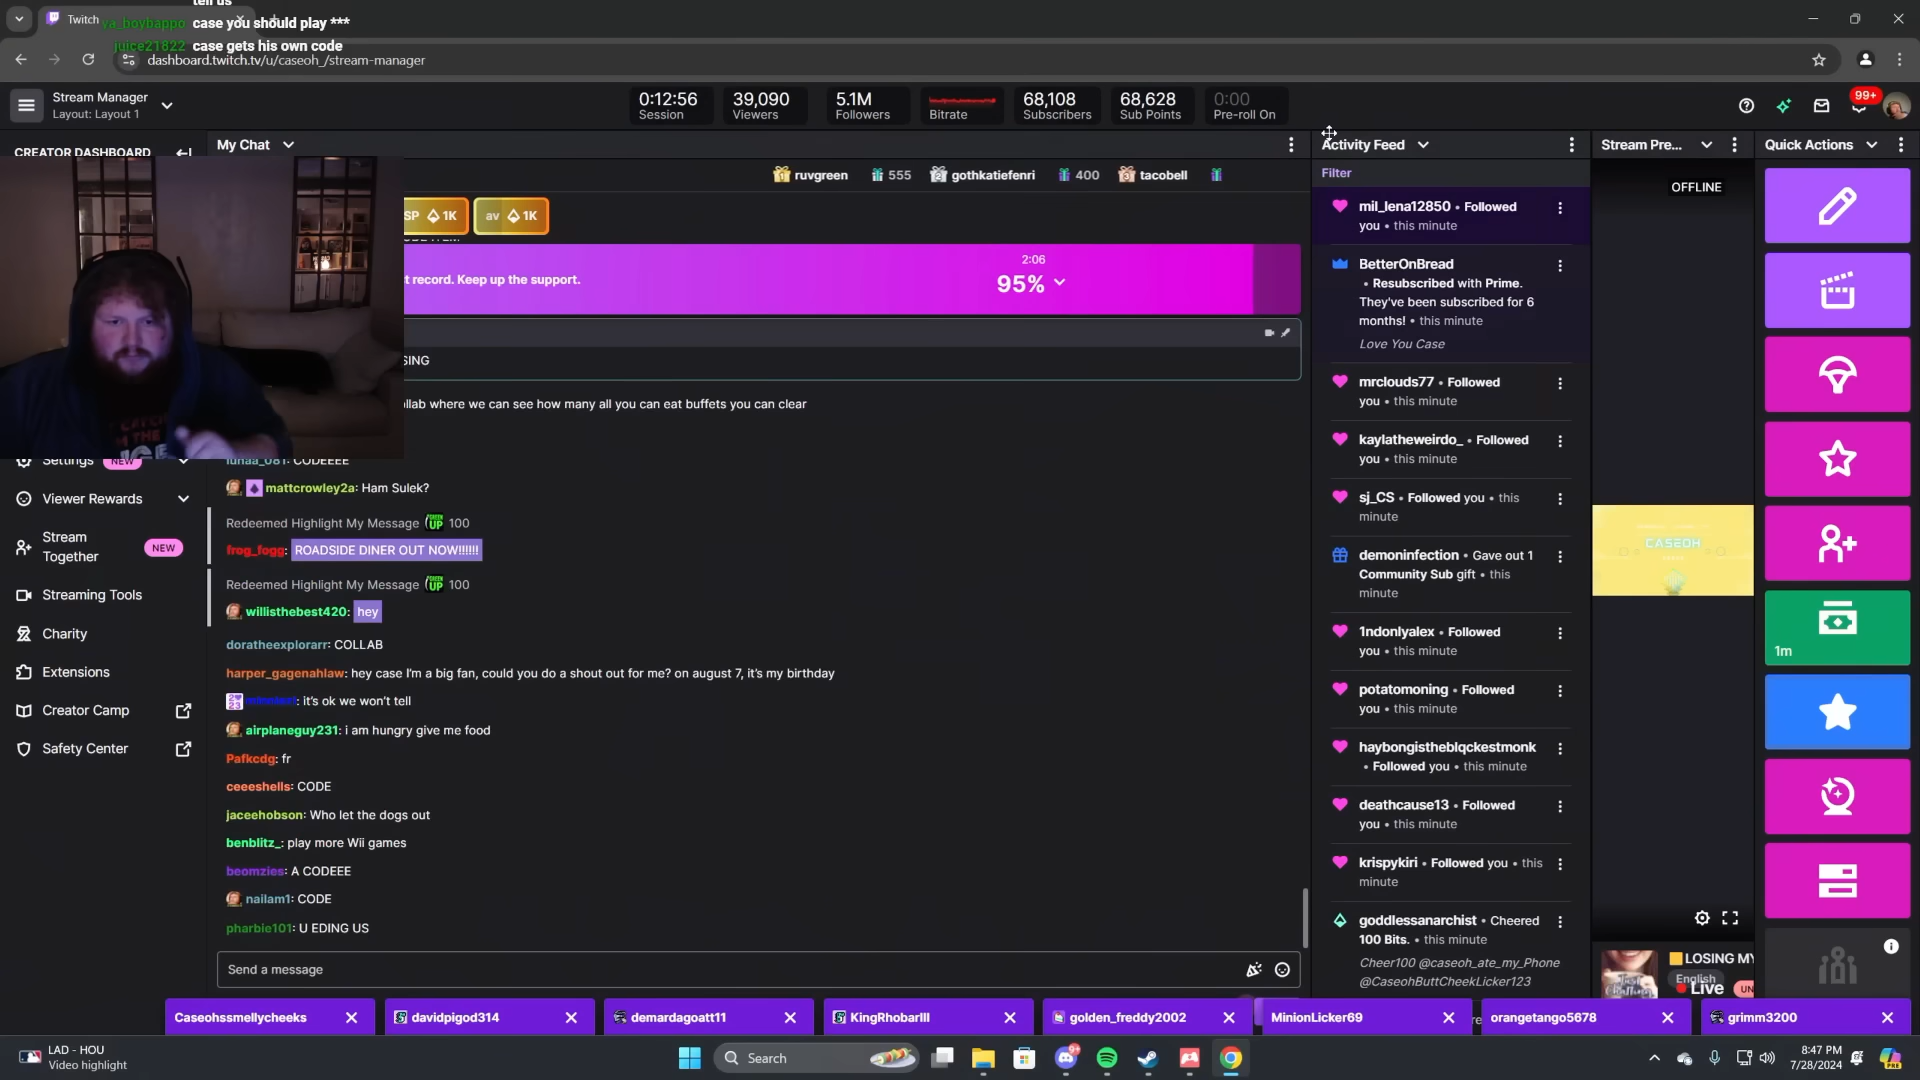 tell us
ya_boybappo case you should play ***
juice21822 case gets his own code
Twitch
dashboard.twitch.tv/u/caseoh_/stream-manager
Stream Manager
Layout: Layout 1
0:12:56
Session
39,090
Viewers
5.1M
Followers
Bitrate
68,108
Subscribers
68,628
Sub Points
0:00
Pre-roll On
99+
CREATOR DASHBOARD
My Chat
Activity Feed
Stream Pre...
Quick Actions
ruvgreen
555
gothkatiefenri
400
tacobell
Filter
OFFLINE
SP 1K
av 1K
t record. Keep up the support.
2:06
95%
SING
ollab where we can see how many all you can eat buffets you can clear
Settings NEW
Viewer Rewards
Stream Together NEW
Streaming Tools
Charity
Extensions
Creator Camp
Safety Center
lunaa_081: CODEEEE
mattcrowley2a: Ham Sulek?
Redeemed Highlight My Message 100
frog_fogg: ROADSIDE DINER OUT NOW!!!!!!
Redeemed Highlight My Message 100
willisthebest420: hey
doratheexplorarr: COLLAB
harper_gagenahlaw: hey case I'm a big fan, could you do a shout out for me? on august 7, it's my birthday
: it's ok we won't tell
airplaneguy231: i am hungry give me food
Pafkcdg: fr
ceeeshells: CODE
jaceehobson: Who let the dogs out
benblitz_: play more Wii games
beomzies: A CODEEE
nailam1: CODE
pharbie101: U EDING US
Send a message
mil_lena12850 • Followed
you • this minute
BetterOnBread
• Resubscribed with Prime.
They've been subscribed for 6
months! • this minute
Love You Case
mrclouds77 • Followed
you • this minute
kaylatheweirdo_ • Followed
you • this minute
sj_CS • Followed you • this
minute
demoninfection • Gave out 1
Community Sub gift • this
minute
1ndonlyalex • Followed
you • this minute
potatomoning • Followed
you • this minute
haybongistheblqckestmonk
• Followed you • this minute
deathcause13 • Followed
you • this minute
krispykiri • Followed you • this
minute
goddlessanarchist • Cheered
100 Bits. • this minute
Cheer100 @caseoh_ate_my_Phone
@CaseohButtCheekLicker123
CASEOH
1m
LOSING MY
English
Live
UN
Just Chatting
Caseohssmellycheeks
davidpigod314
demardagoatt11
KingRhobarIII
golden_freddy2002
MinionLicker69
orangetango5678
grimm3200
LAD - HOU
Video highlight
Search
8:47 PM
7/28/2024